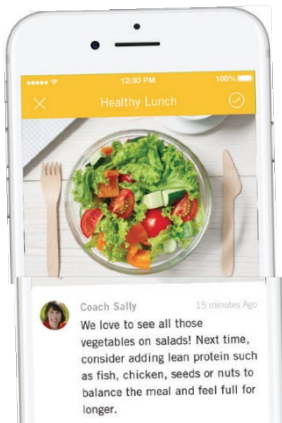 12:30 PM
100%
Healthy Lunch
Coach Sally
15 minutes Ago
We love to see all those
vegetables on salads! Next time,
consider adding lean protein such
as fish, chicken, seeds or nuts to
balance the meal and feel full for
longer.